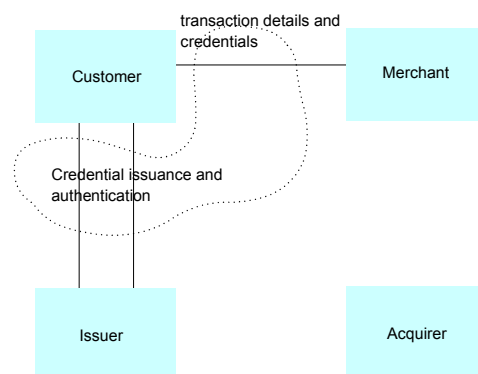 transaction details and
credentials
Customer
Merchant
Credential issuance and
authentication
Issuer
Acquirer